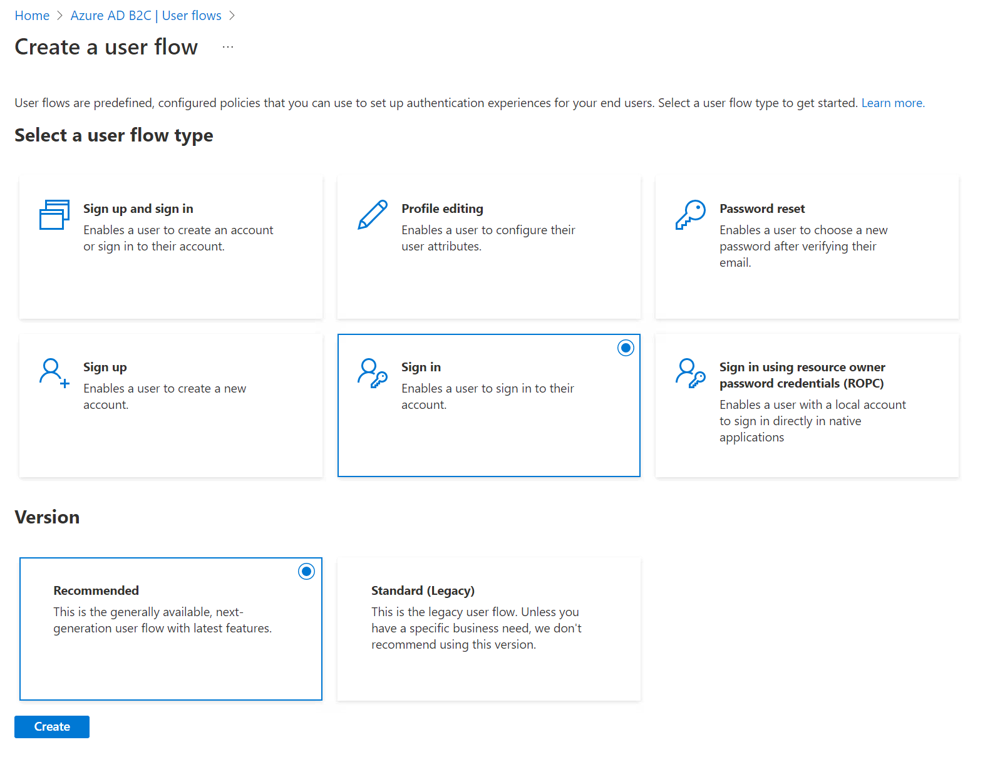 Home > Azure AD B2C | User flows >
Create a user flow ...
User flows are predefined, configured policies that you can use to set up authentication experiences for your end users. Select a user flow type to get started. Learn more.
Select a user flow type
Sign up and sign in
Enables a user to create an account
or sign in to their account.
Profile editing
Enables a user to configure their
user attributes.
Password reset
Enables a user to choose a new
password after verifying their
email.
Sign up
Enables a user to create a new
account.
Sign in
Enables a user to sign in to their
account.
Sign in using resource owner
password credentials (ROPC)
Enables a user with a local account
to sign in directly in native
applications
Version
Recommended
This is the generally available, next-
generation user flow with latest features.
Standard (Legacy)
This is the legacy user flow. Unless you
have a specific business need, we don't
recommend using this version.
Create